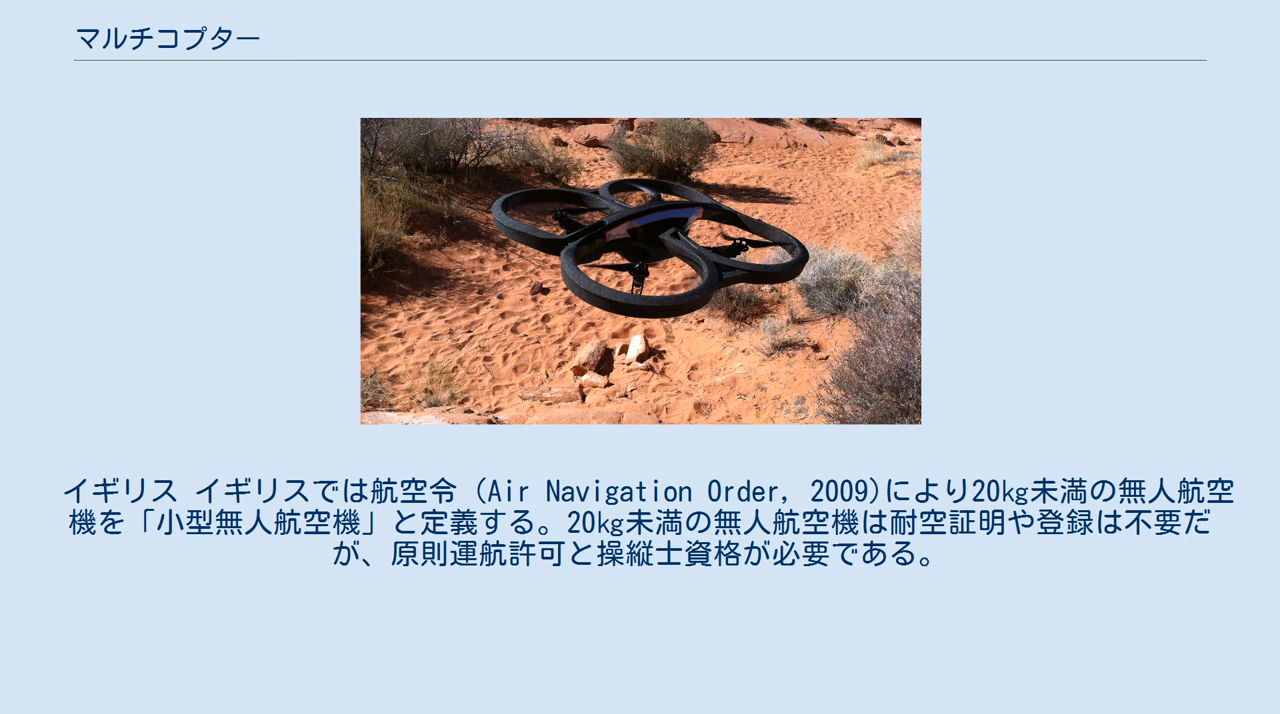 マルチコプター
イギリス イギリスでは航空令 (Air Navigation Order, 2009)により20kg未満の無人航空
機を「小型無人航空機」と定義する。20kg未満の無人航空機は耐空証明や登録は不要だ
が、原則運航許可と操縦士資格が必要である。